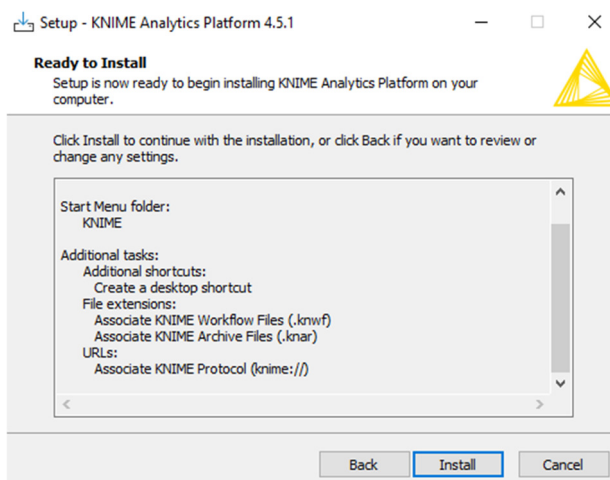 Setup - KNIME Analytics Platform 4.5.1
Ready to Install
Setup is now ready to begin installing KNIME Analytics Platform on your
computer.
Click Install to continue with the installation, or click Back if you want to review or
change any settings.
Start Menu folder:
KNIME
Additional tasks:
Additional shortcuts:
Create a desktop shortcut
File extensions:
Associate KNIME Workflow Files (.knwf)
Associate KNIME Archive Files (.knar)
URLs:
Associate KNIME Protocol (knime://)
Back Install Cancel